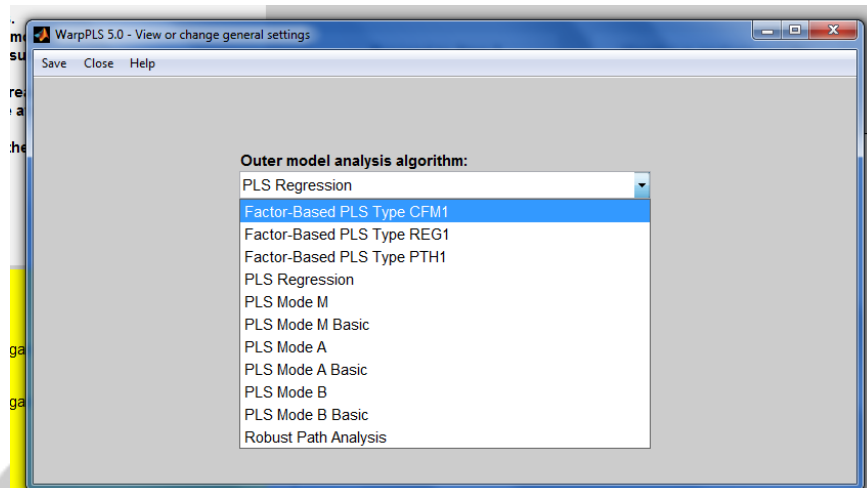 WarpPLS 5.0 - View or change general settings
Save Close Help
Outer model analysis algorithm:
PLS Regression
Factor-Based PLS Type CFM1
Factor-Based PLS Type REG1
Factor-Based PLS Type PTH1
PLS Regression
PLS Mode M
PLS Mode M Basic
PLS Mode A
PLS Mode A Basic
PLS Mode B
PLS Mode B Basic
Robust Path Analysis